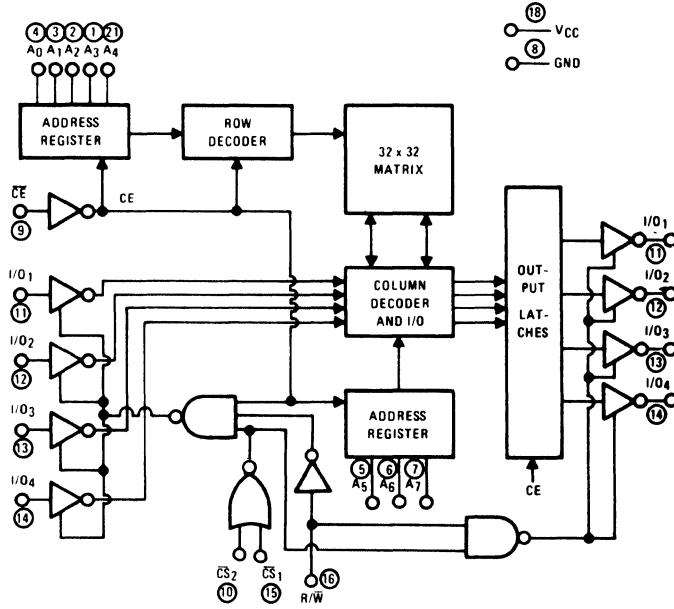 18
VCC
8
GND
4 3 2 1 21
A0 A1 A2 A3 A4
ADDRESS
REGISTER
ROW
DECODER
32 x 32
MATRIX
CE
CE
9
I/O1
11
I/O2
12
I/O3
13
I/O4
14
COLUMN
DECODER
AND I/O
OUT-
PUT
LAT-
CHES
I/O1
11
I/O2
12
I/O3
13
I/O4
14
ADDRESS
REGISTER
5 6 7
A5 A6 A7
CE
CS2
10
CS1
15
R/W
16